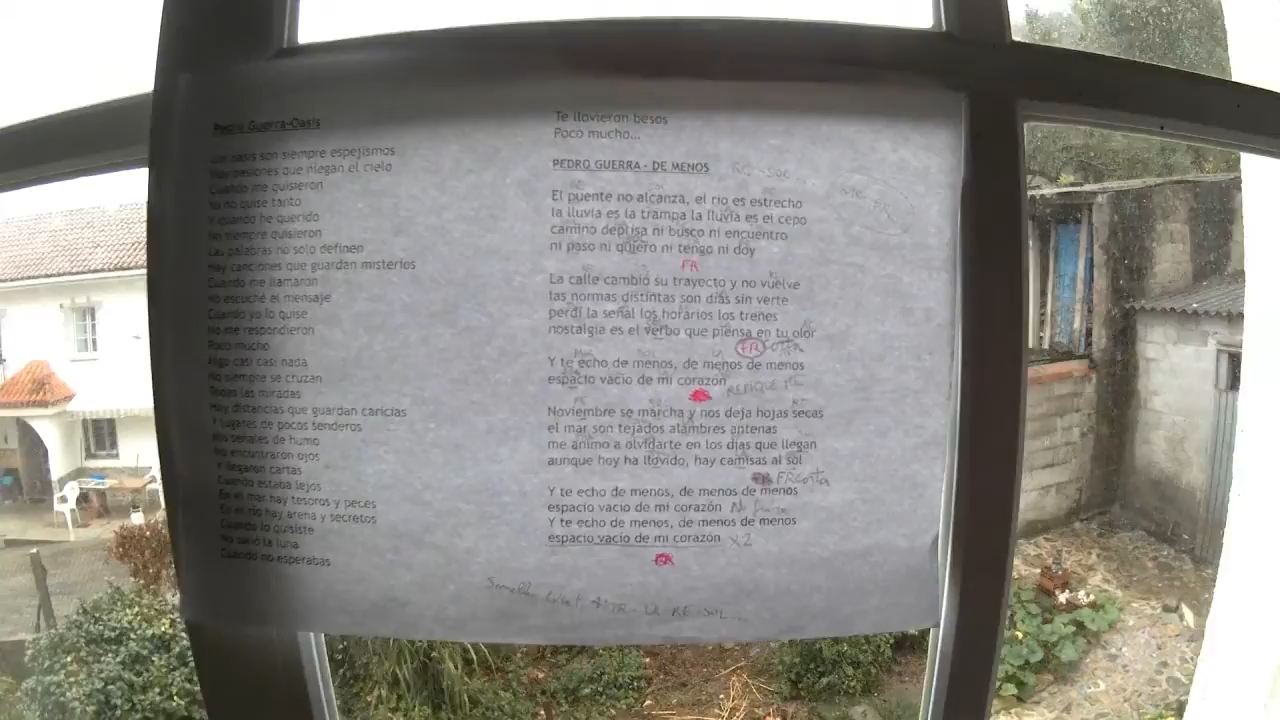 Pedro Guerra-Oasis
Los oasis son siempre espejismos
Hay pasiones que niegan el cielo
Cuando me quisieron
Yo no quise tanto
Y cuando he querido
No siempre quisieron
Las palabras no solo definen
Hay canciones que guardan misterios
Cuando me llamaron
No escuché el mensaje
Cuando yo lo quise
No me respondieron
Poco mucho
Algo casi casi nada
No siempre se cruzan
Todas las miradas
Hay distancias que guardan caricias
Y lugares de pocos senderos
Mis señales de humo
No encontraron ojos
Y llegaron cartas
Cuando estaba lejos
En el mar hay tesoros y peces
En el río hay arena y secretos
Cuando lo quisiste
No salió la luna
Cuando no esperabas
Te llovieron besos
Poco mucho...
PEDRO GUERRA - DE MENOS RE - SOL ...
El puente no alcanza, el río es estrecho
la lluvia es la trampa la lluvia es el cepo
camino deprisa ni busco ni encuentro
ni paso ni quiero ni tengo ni doy
FR
La calle cambió su trayecto y no vuelve
las normas distintas son días sin verte
perdí la señal los horarios los trenes
nostalgia es el verbo que piensa en tu olor
FR corta
Y te echo de menos, de menos de menos
espacio vacío de mi corazón REPIQUE
Noviembre se marcha y nos deja hojas secas
el mar son tejados alambres antenas
me animo a olvidarte en los días que llegan
aunque hoy ha llovido, hay camisas al sol
FR corta
Y te echo de menos, de menos de menos
espacio vacío de mi corazón No
Y te echo de menos, de menos de menos
espacio vacío de mi corazón x2
FR
LA - RE - SOL ...